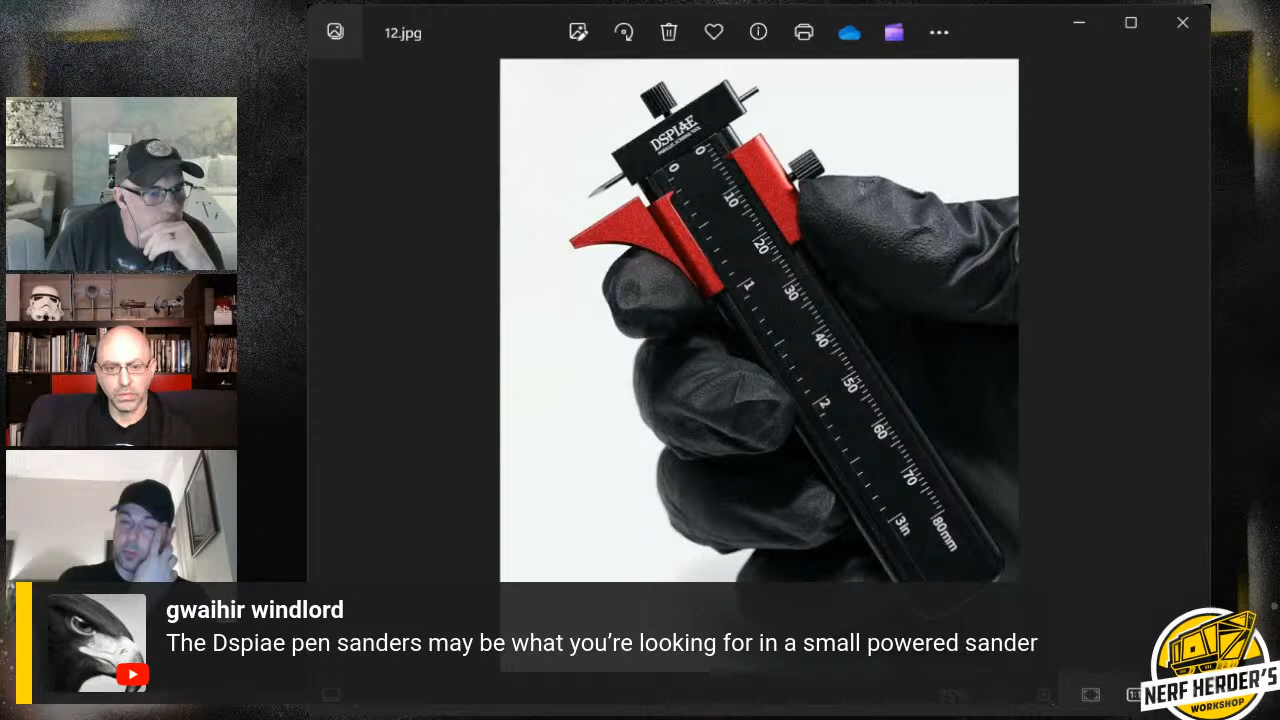 12.jpg
DSPIAE
0
0
10
20
1
30
40
50
2
60
70
3in
80mm
gwaihir windlord
The Dspiae pen sanders may be what you’re looking for in a small powered sander
NERF HERDER'S
WORKSHOP